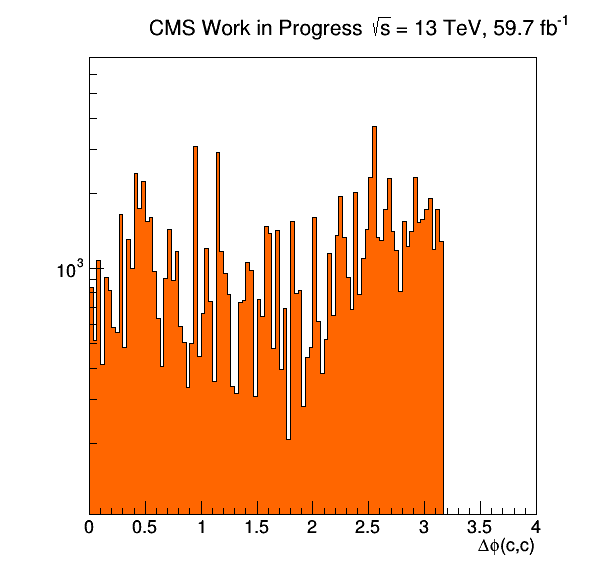 CMS Work in Progress √s = 13 TeV, 59.7 fb⁻¹
10³
0 0.5 1 1.5 2 2.5 3 3.5 4
Δϕ(c,c)